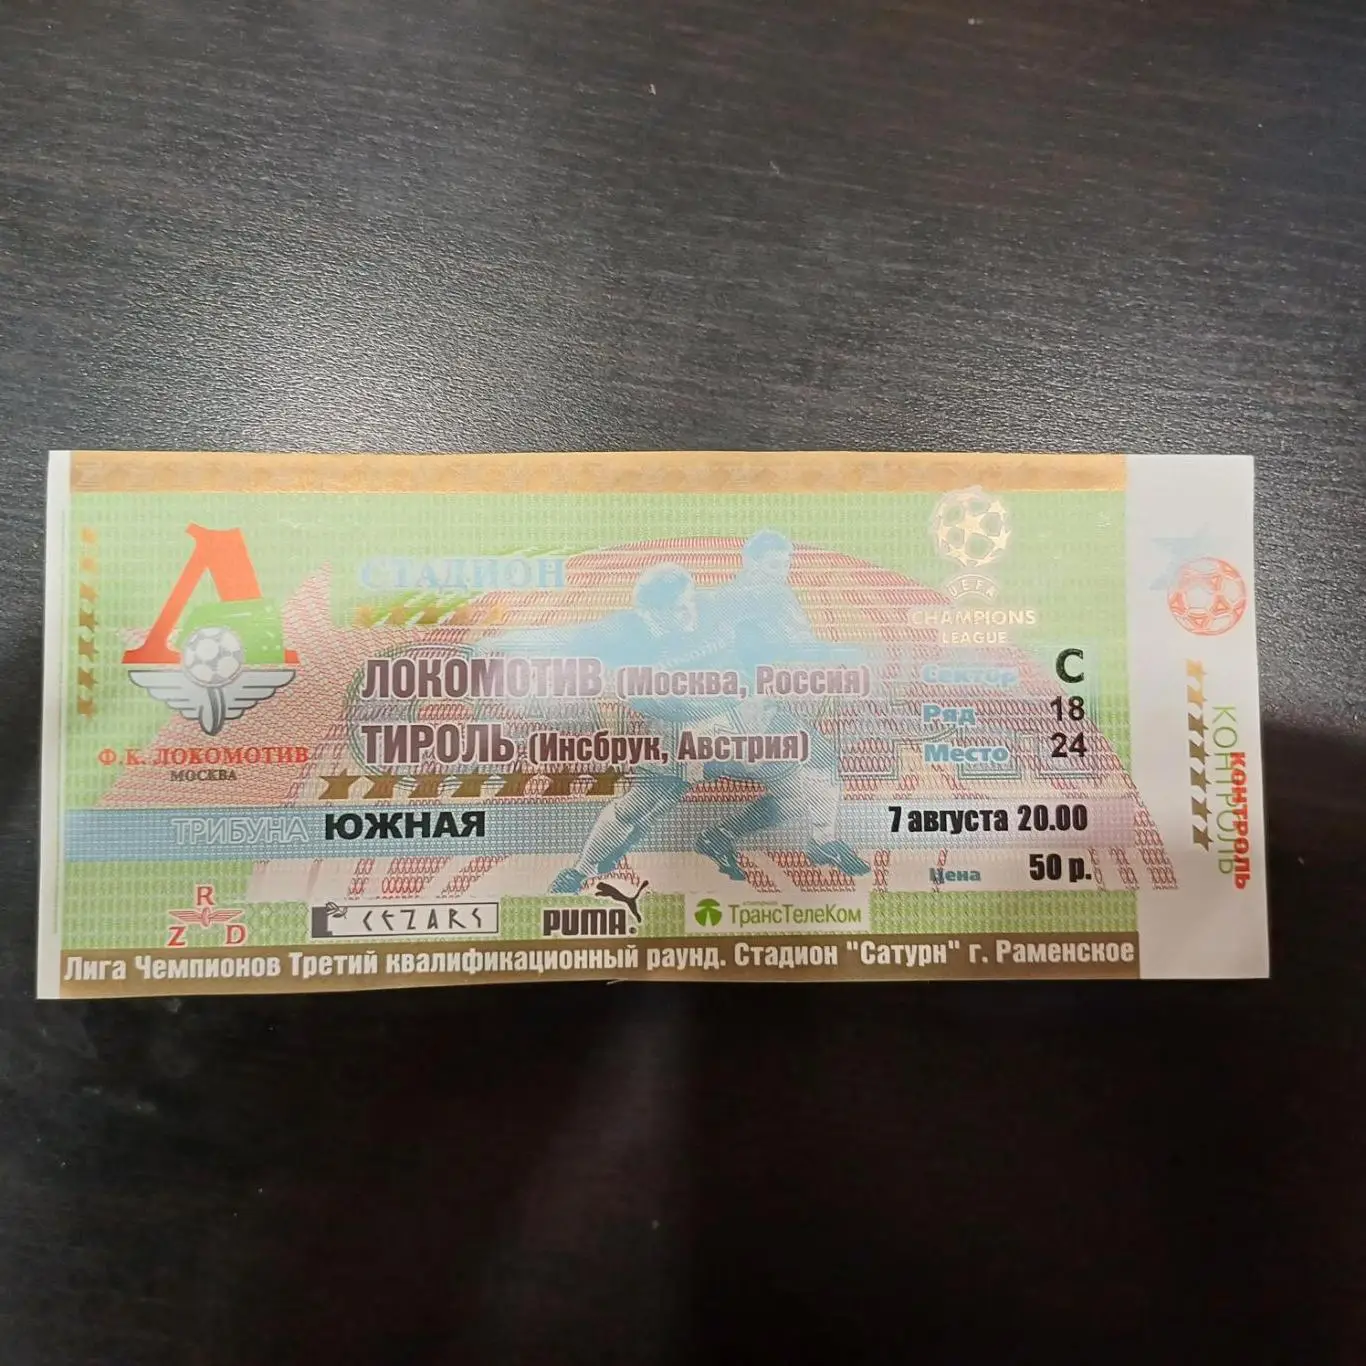 СТАДИОН
UEFA
CHAMPIONS
LEAGUE
ЛОКОМОТИВ (Москва, Россия)
ТИРОЛЬ (Инсбрук, Австрия)
Сектор С
Ряд 18
Место 24
Ф.К. ЛОКОМОТИВ
МОСКВА
ТРИБУНА ЮЖНАЯ
7 августа 20.00
Цена 50 р.
R
Z D
CEZARS
PUMA
ТрансТелеКом
Лига Чемпионов Третий квалификационный раунд. Стадион "Сатурн" г. Раменское
КОНТРОЛЬ
КОНТРОЛЬ